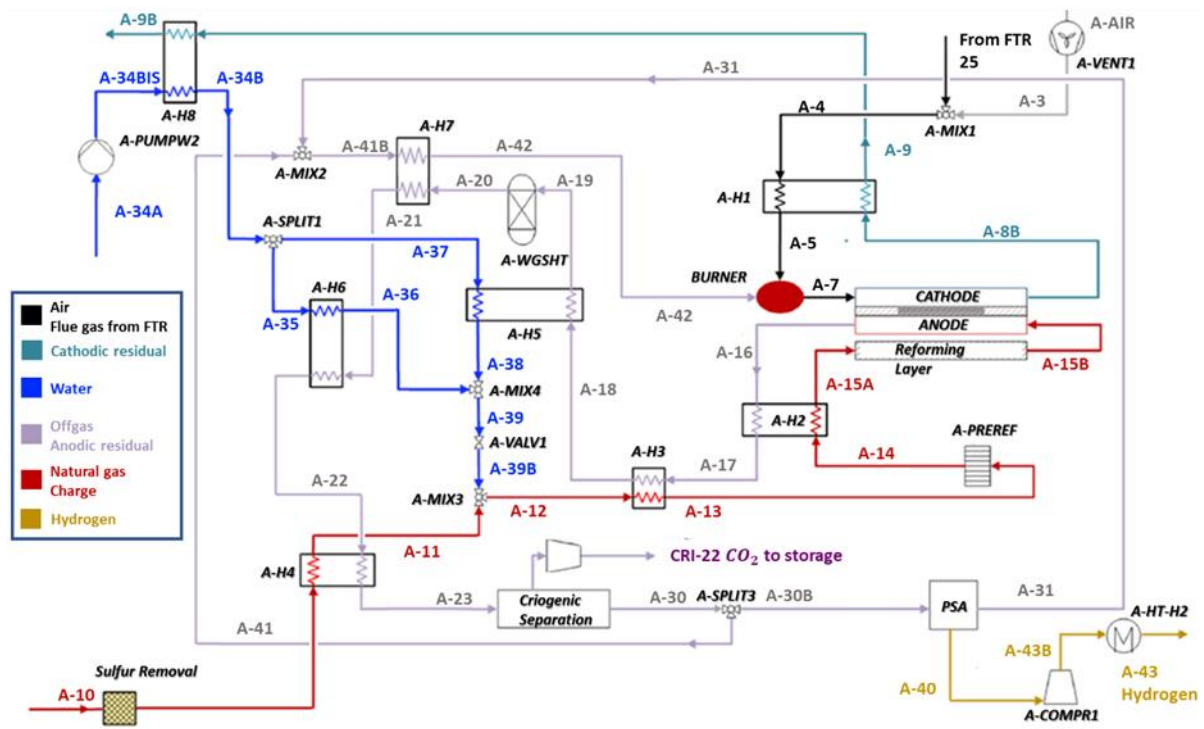 A-9B
A-AIR
From FTR
25
A-VENT1
A-34BIS
A-34B
A-31
A-4
A-3
A-H8
A-MIX1
A-PUMPW2
A-H7
A-41B
A-42
A-9
A-MIX2
A-20
A-19
A-H1
A-34A
A-21
A-SPLIT1
A-37
A-WGSHT
A-5
A-8B
BURNER
A-7
CATHODE
A-H6
A-36
A-42
ANODE
A-35
A-H5
A-16
Reforming
Layer
A-15B
A-38
A-15A
A-MIX4
A-18
A-39
A-H2
A-PREREF
A-VALV1
A-H3
A-14
A-39B
A-17
A-22
A-MIX3
A-12
A-13
A-11
CRI-22 CO₂ to storage
A-H4
A-SPLIT3
A-23
Criogenic
Separation
A-30
A-30B
PSA
A-31
A-HT-H2
A-41
A-43B
Sulfur Removal
A-10
A-40
A-43
Hydrogen
A-COMPR1
Air
Flue gas from FTR
Cathodic residual
Water
Offgas
Anodic residual
Natural gas
Charge
Hydrogen